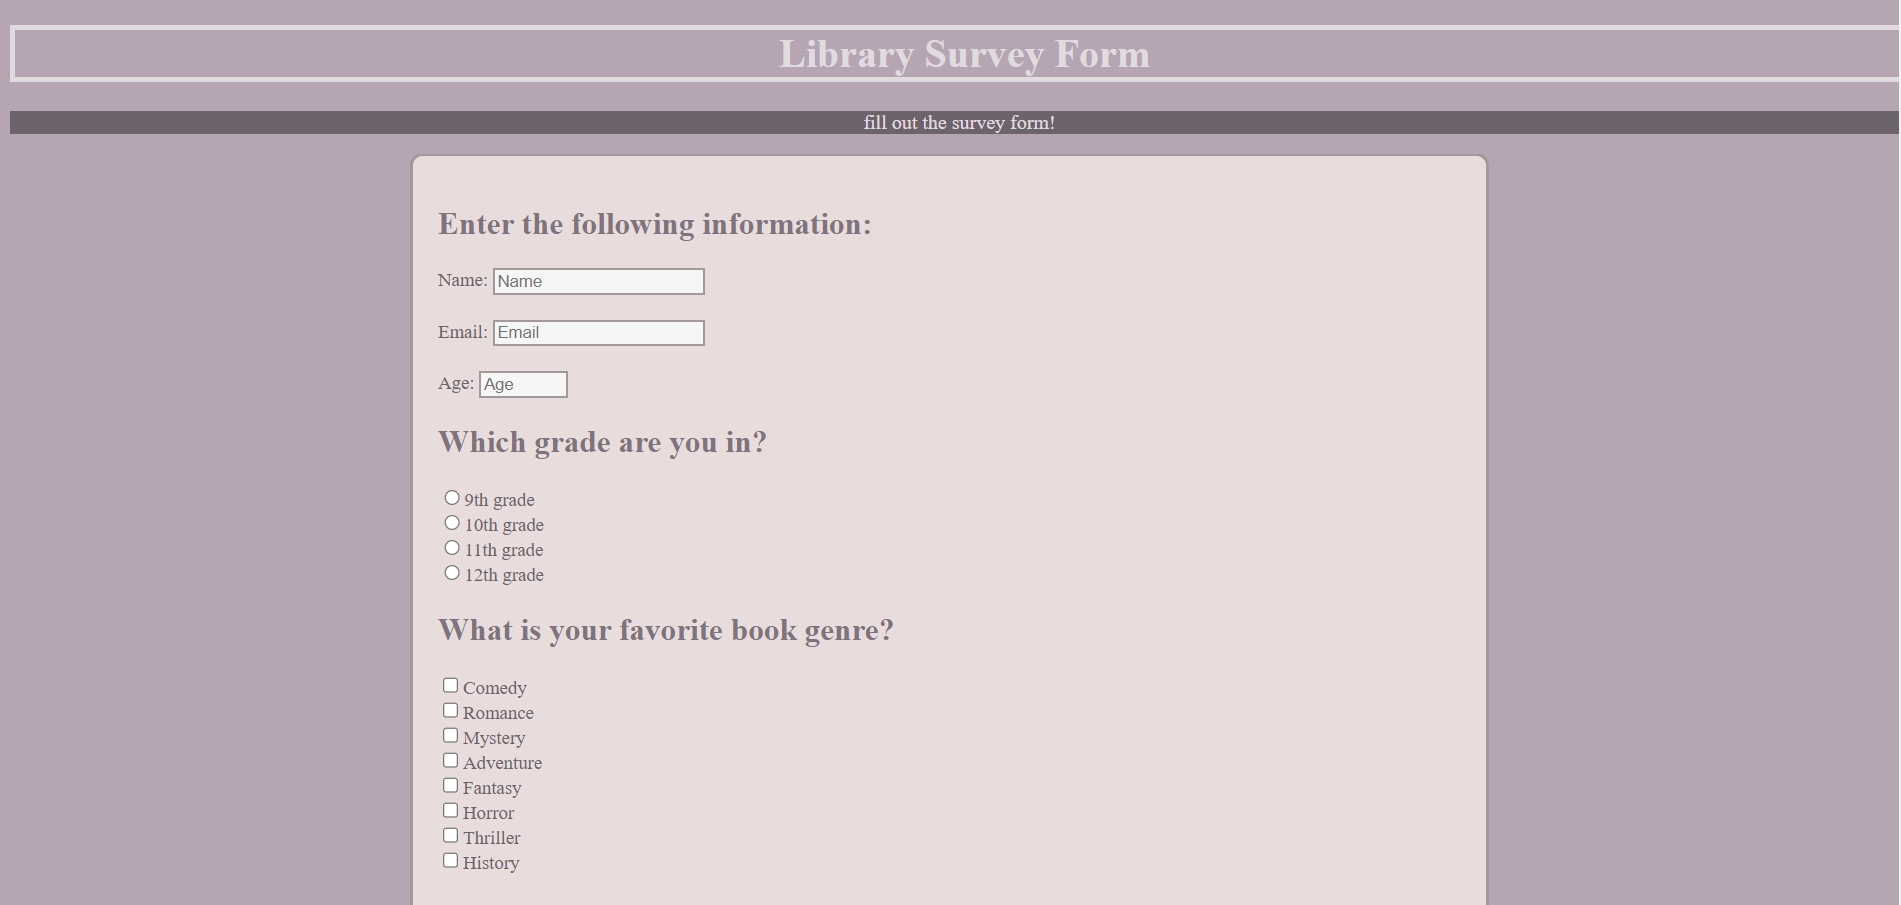 Library Survey Form
fill out the survey form!
Enter the following information:
Name: Name
Email: Email
Age: Age
Which grade are you in?
9th grade
10th grade
11th grade
12th grade
What is your favorite book genre?
Comedy
Romance
Mystery
Adventure
Fantasy
Horror
Thriller
History